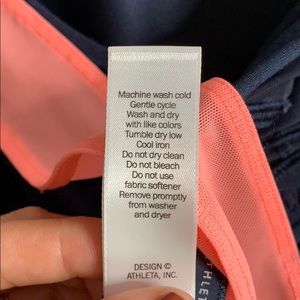 Machine wash cold
Gentle cycle
Wash and dry
with like colors
Tumble dry low
Cool iron
Do not dry clean
Do not bleach
Do not use
fabric softener
Remove promptly
from washer
and dryer
DESIGN ©
ATHLETA, INC.